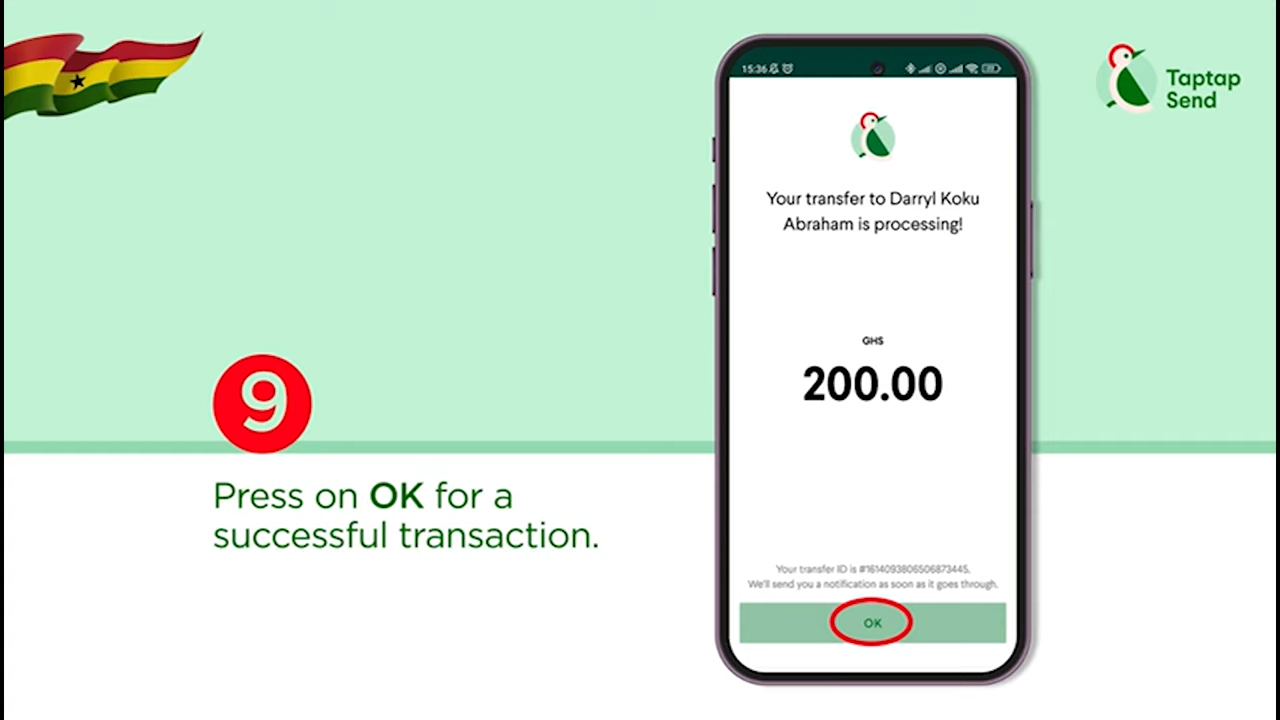 Taptap
Send
15:36
Your transfer to Darryl Koku
Abraham is processing!
GHS
200.00
9
Press on OK for a
successful transaction.
Your transfer ID is #1614093806506873445.
We'll send you a notification as soon as it goes through.
OK